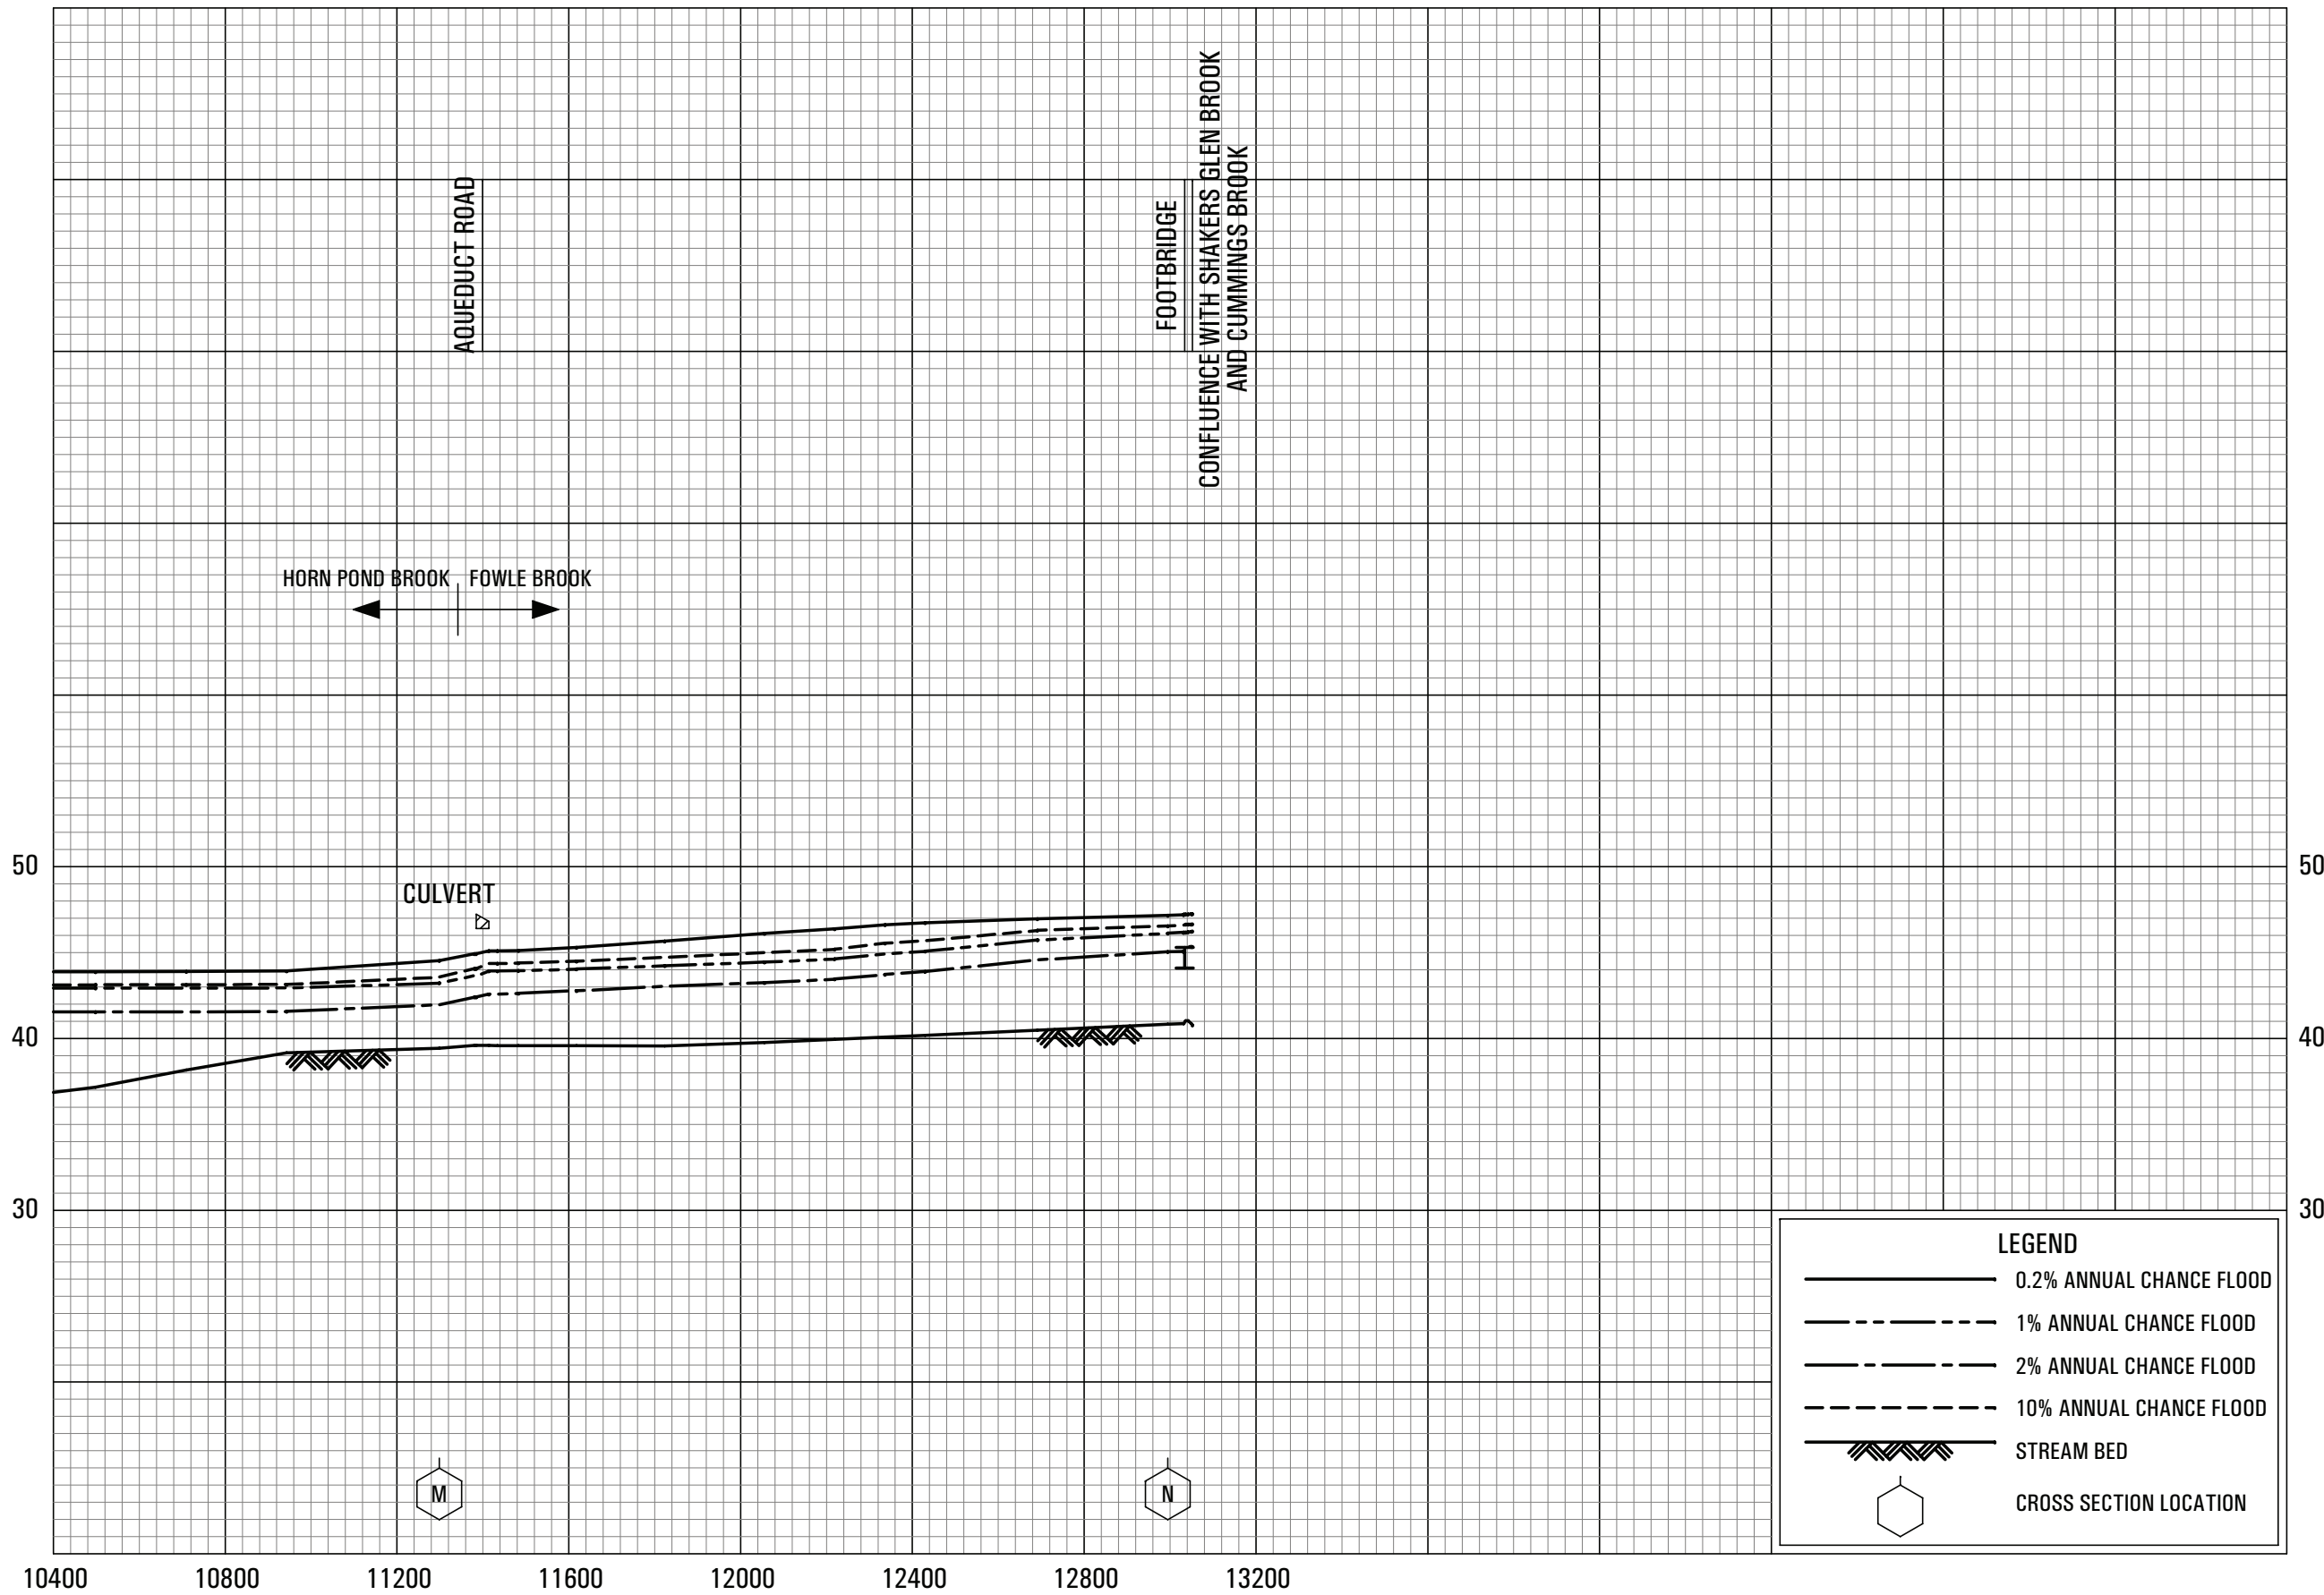 AQUEDUCT ROAD
FOOTBRIDGE
CONFLUENCE WITH SHAKERS GLEN BROOK
AND CUMMINGS BROOK
HORN POND BROOK
FOWLE BROOK
50
50
CULVERT
40
40
30
30
LEGEND
0.2% ANNUAL CHANCE FLOOD
1% ANNUAL CHANCE FLOOD
2% ANNUAL CHANCE FLOOD
10% ANNUAL CHANCE FLOOD
STREAM BED
CROSS SECTION LOCATION
M
N
10400
10800
11200
11600
12000
12400
12800
13200